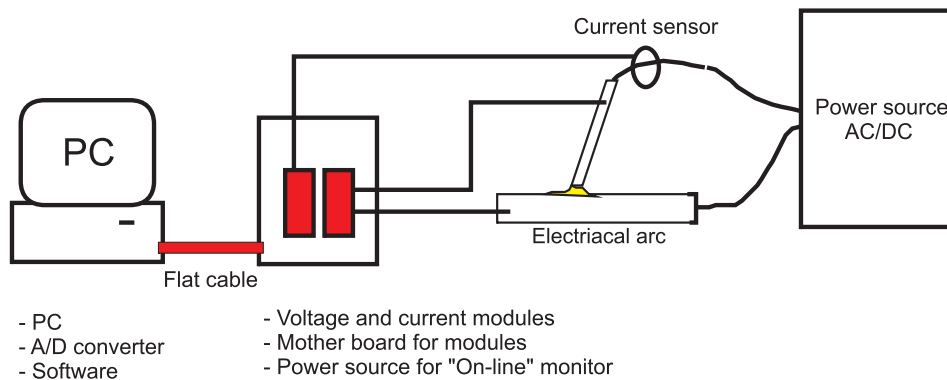 Current sensor
PC
Power source
AC/DC
Electriacal arc
Flat cable
- PC
- A/D converter
- Software
- Voltage and current modules
- Mother board for modules
- Power source for "On-line" monitor